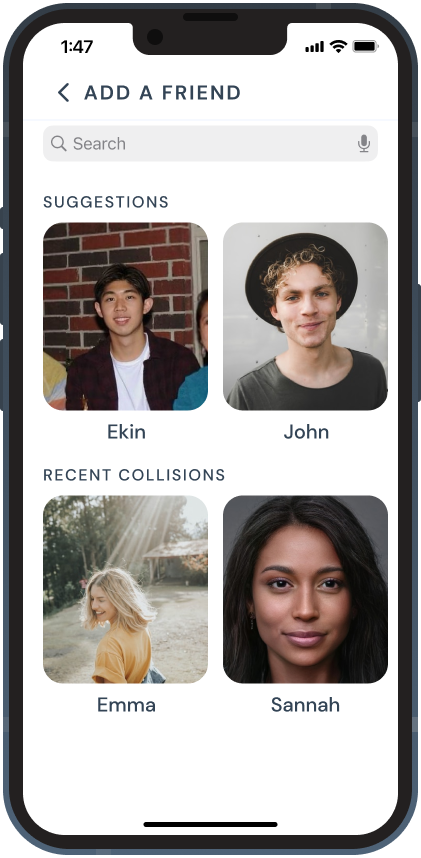 1:47
ADD A FRIEND
Search
SUGGESTIONS
Ekin John
RECENT COLLISIONS
Emma Sannah